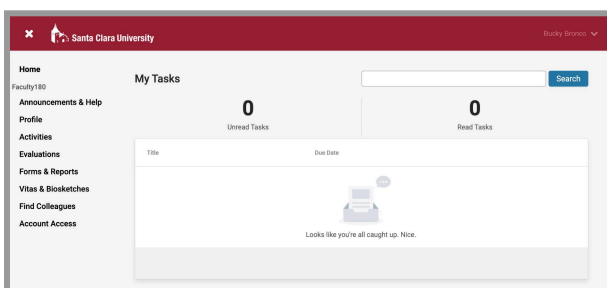 Santa Clara University
Bucky Bronco
Home
Faculty180
Announcements & Help
Profile
Activities
Evaluations
Forms & Reports
Vitas & Biosketches
Find Colleagues
Account Access
My Tasks
Search
0
Unread Tasks
0
Read Tasks
Title Due Date
Looks like you're all caught up. Nice.